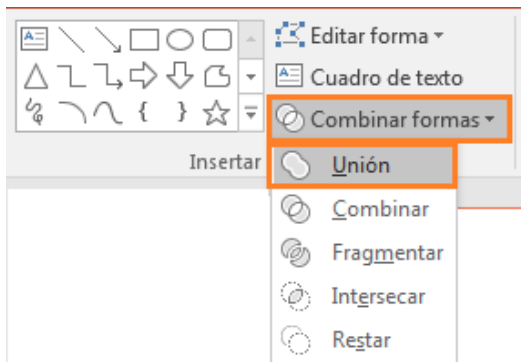 Editar forma
Cuadro de texto
Combinar formas
Insertar
Unión
Combinar
Fragmentar
Intersecar
Restar